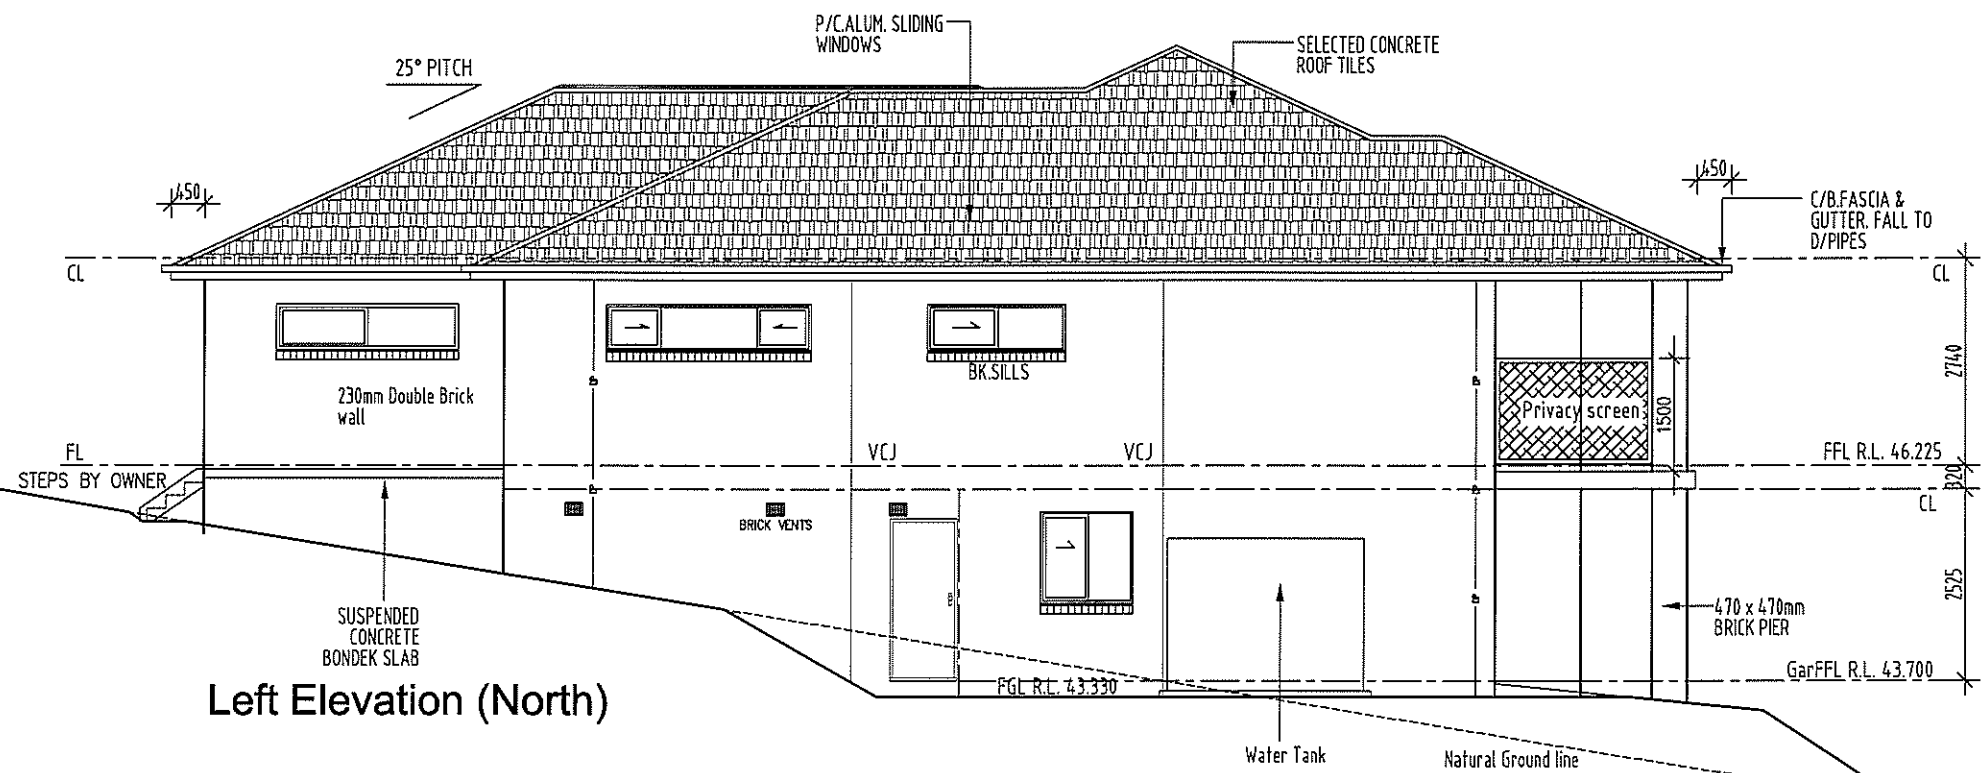 P/C.ALUM. SLIDING
WINDOWS
SELECTED CONCRETE
ROOF TILES
25° PITCH
450
450
C/B.FASCIA &
GUTTER. FALL TO
D/PIPES
CL
CL
BK.SILLS
230mm Double Brick
wall
Privacy screen
1500
2740
FL
VCJ
VCJ
FFL R.L. 46.225
STEPS BY OWNER
320
CL
BRICK VENTS
2525
SUSPENDED
CONCRETE
BONDEK SLAB
470 x 470mm
BRICK PIER
GarFFL R.L. 43.700
FGL R.L. 43.330
Left Elevation (North)
Water Tank
Natural Ground line